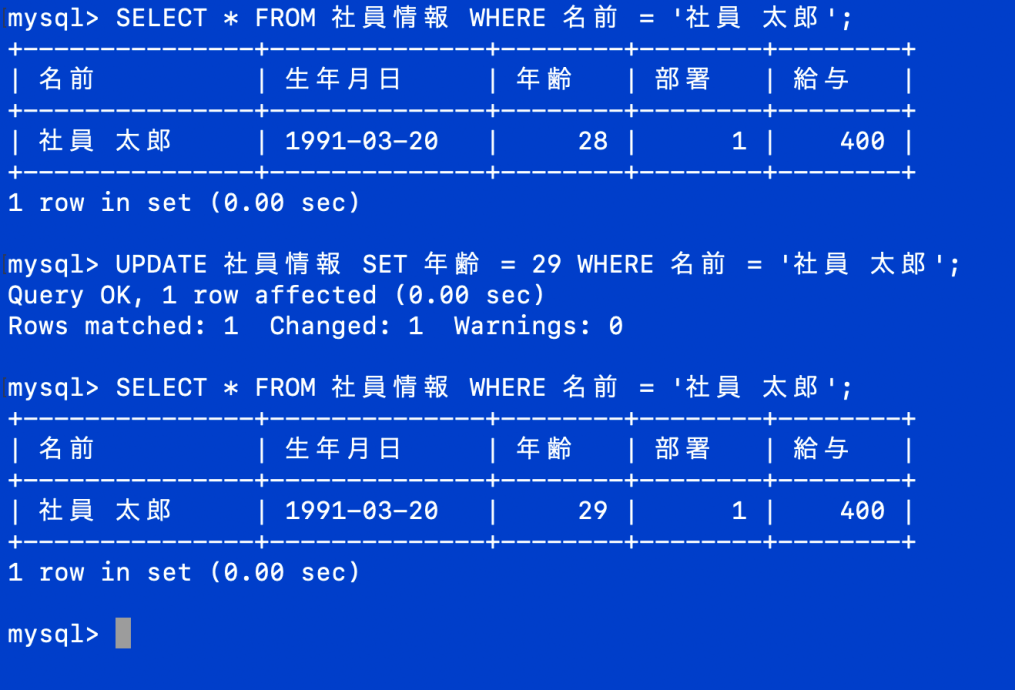 mysql> SELECT * FROM 社員情報 WHERE 名前 = '社員 太郎';
+---------------+--------------+--------+--------+--------+
| 名前          | 生年月日     | 年齢   | 部署   | 給与   |
+---------------+--------------+--------+--------+--------+
| 社員 太郎     | 1991-03-20   |     28 |      1 |    400 |
+---------------+--------------+--------+--------+--------+
1 row in set (0.00 sec)

mysql> UPDATE 社員情報 SET 年齢 = 29 WHERE 名前 = '社員 太郎';
Query OK, 1 row affected (0.00 sec)
Rows matched: 1  Changed: 1  Warnings: 0

mysql> SELECT * FROM 社員情報 WHERE 名前 = '社員 太郎';
+---------------+--------------+--------+--------+--------+
| 名前          | 生年月日     | 年齢   | 部署   | 給与   |
+---------------+--------------+--------+--------+--------+
| 社員 太郎     | 1991-03-20   |     29 |      1 |    400 |
+---------------+--------------+--------+--------+--------+
1 row in set (0.00 sec)

mysql>